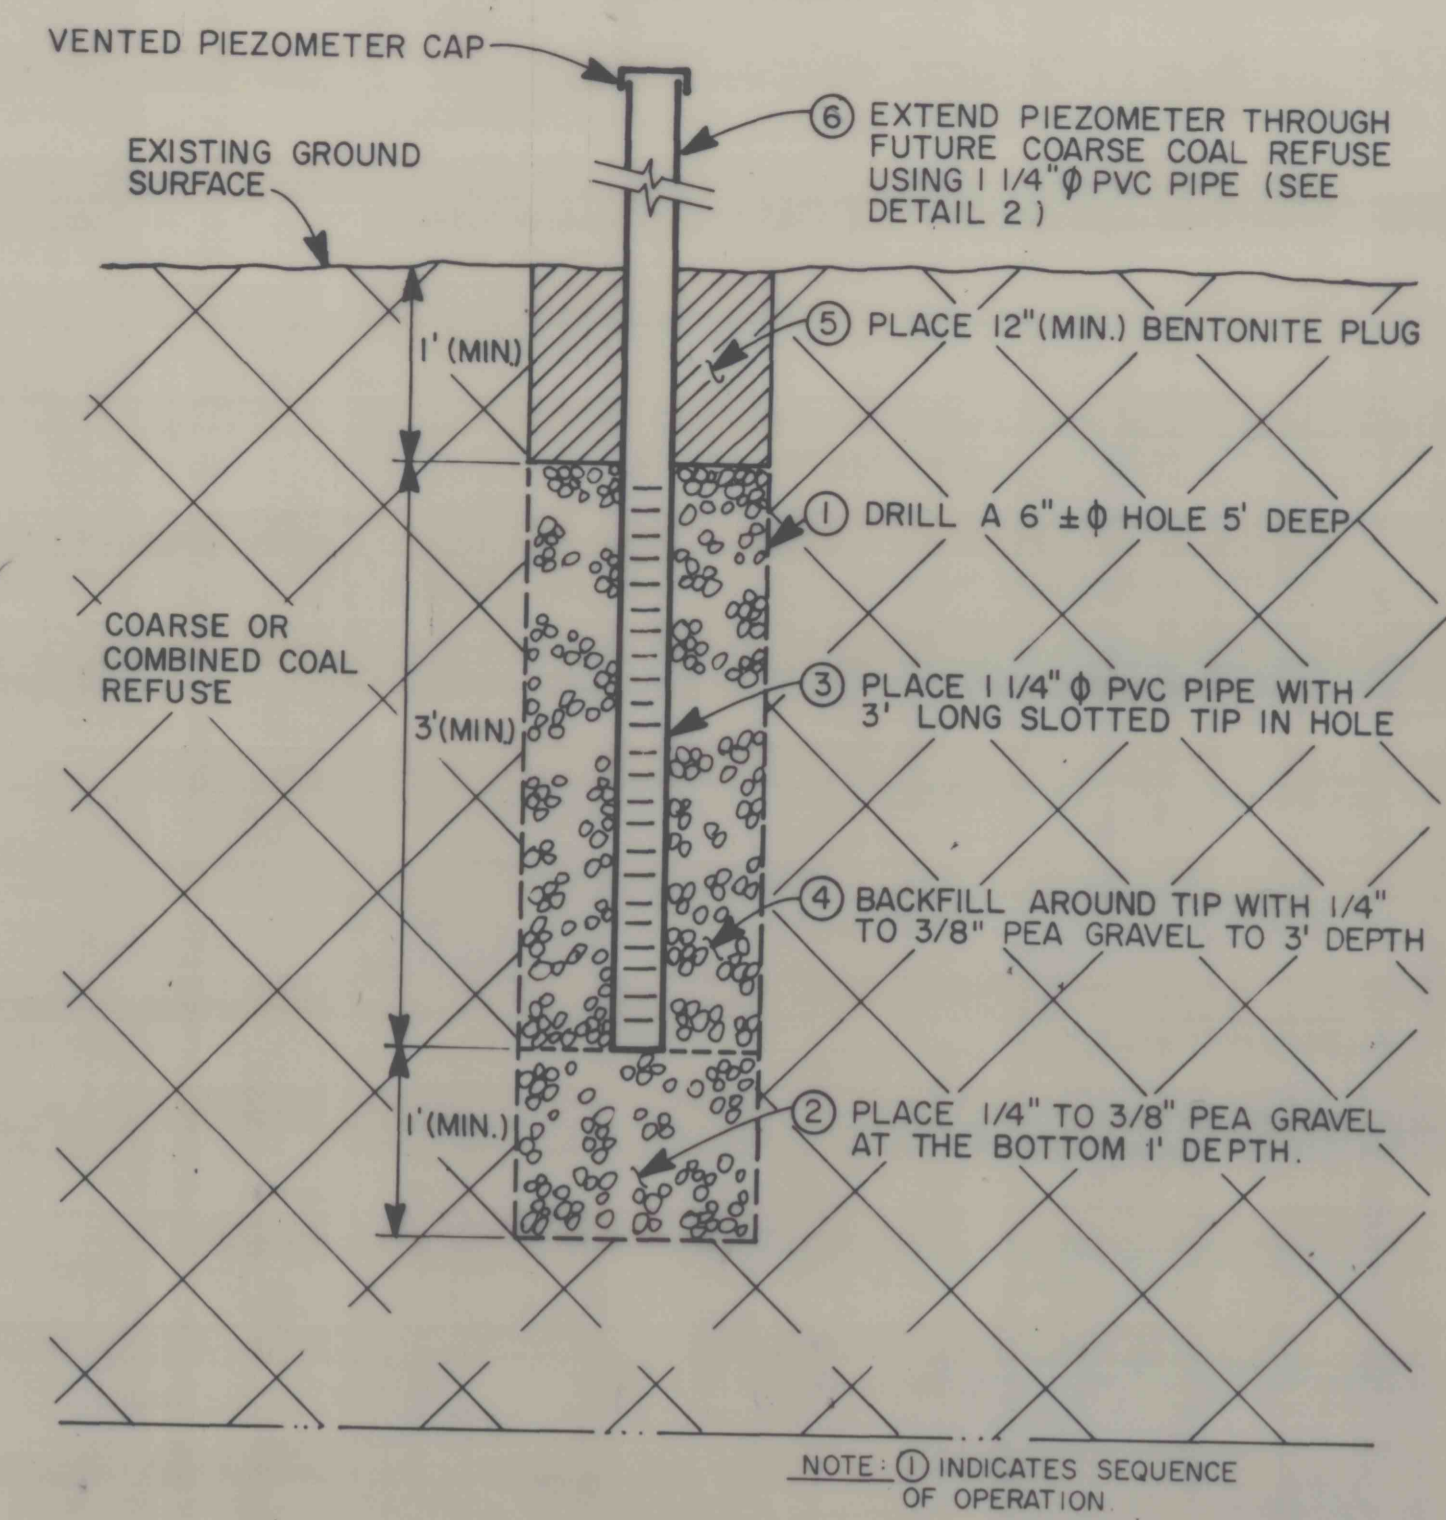 VENTED PIEZOMETER CAP
⑥ EXTEND PIEZOMETER THROUGH
FUTURE COARSE COAL REFUSE
USING 1 1/4"ϕ PVC PIPE (SEE
DETAIL 2)
EXISTING GROUND
SURFACE
1' (MIN.)
⑤ PLACE 12"(MIN.) BENTONITE PLUG
① DRILL A 6"±ϕ HOLE 5' DEEP
COARSE OR
COMBINED COAL
REFUSE
3'(MIN.)
③ PLACE 1 1/4"ϕ PVC PIPE WITH
3' LONG SLOTTED TIP IN HOLE
④ BACKFILL AROUND TIP WITH 1/4"
TO 3/8" PEA GRAVEL TO 3' DEPTH
1'(MIN.)
② PLACE 1/4" TO 3/8" PEA GRAVEL
AT THE BOTTOM 1' DEPTH.
NOTE: ① INDICATES SEQUENCE
OF OPERATION.